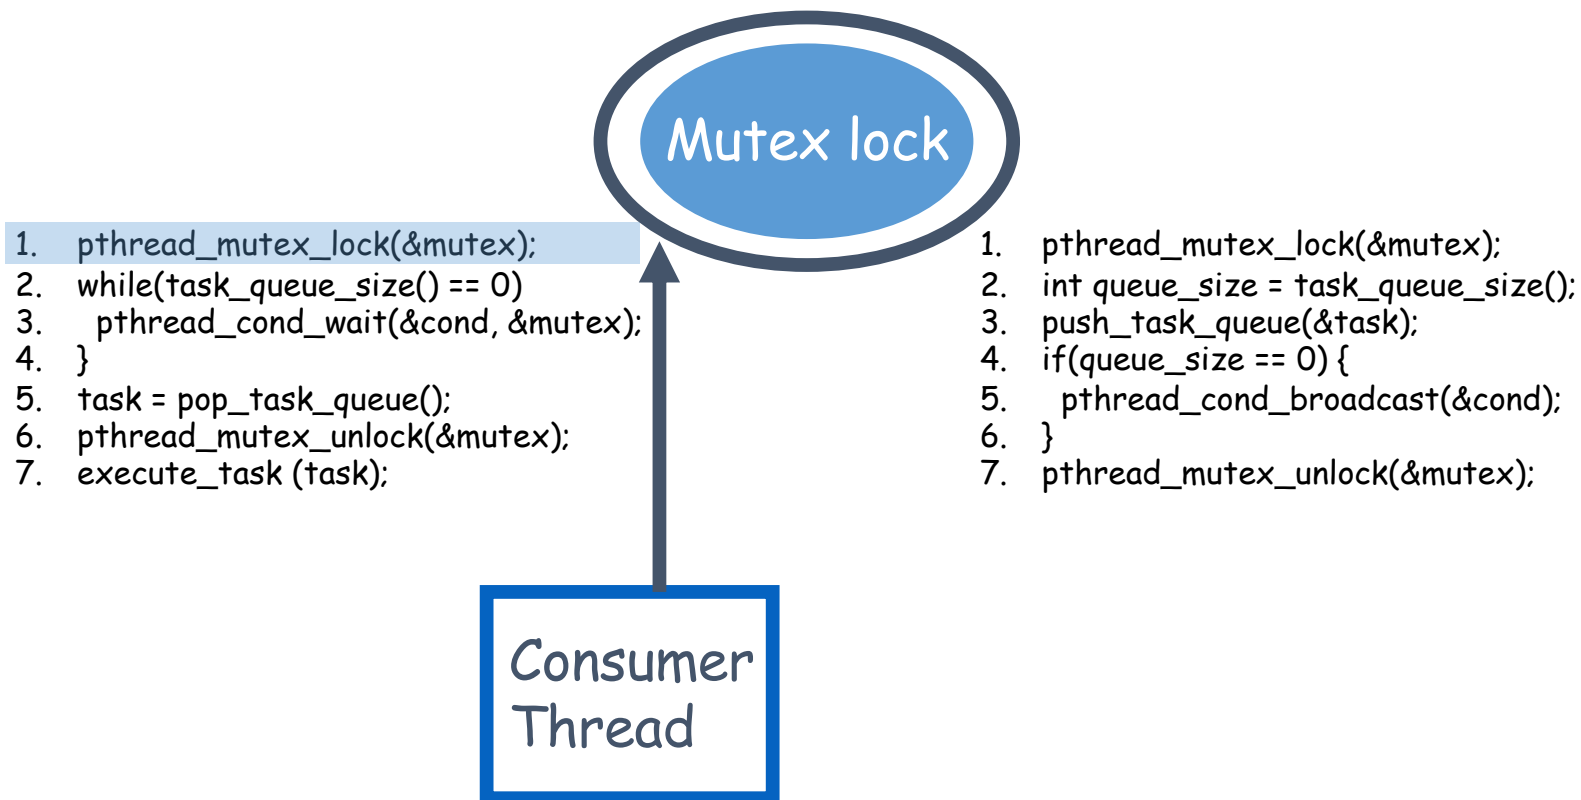 Mutex lock
1. pthread_mutex_lock(&mutex);
2. while(task_queue_size() == 0)
3. pthread_cond_wait(&cond, &mutex);
4. }
5. task = pop_task_queue();
6. pthread_mutex_unlock(&mutex);
7. execute_task (task);
1. pthread_mutex_lock(&mutex);
2. int queue_size = task_queue_size();
3. push_task_queue(&task);
4. if(queue_size == 0) {
5. pthread_cond_broadcast(&cond);
6. }
7. pthread_mutex_unlock(&mutex);
Consumer
Thread